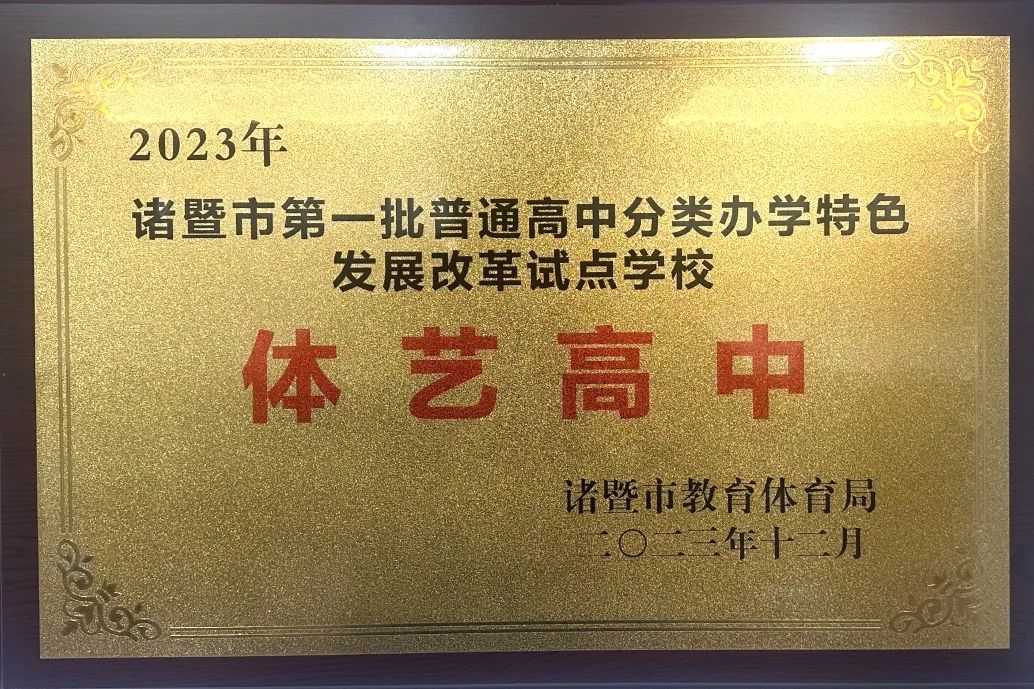 2023年
诸暨市第一批普通高中分类办学特色
发展改革试点学校
体艺高中
诸暨市教育体育局
二〇二三年十二月